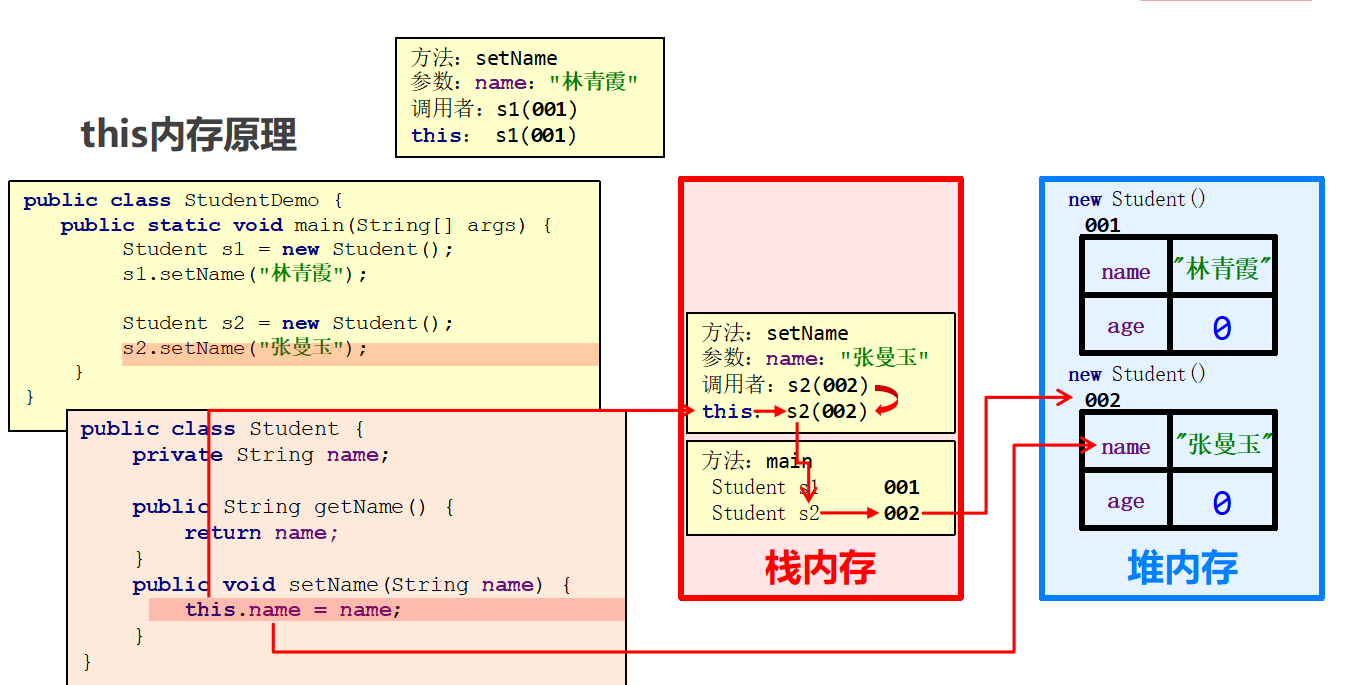 方法：setName
参数：name："林青霞"
调用者：s1(001)
this： s1(001)
this内存原理
public class StudentDemo {
public static void main(String[] args) {
Student s1 = new Student();
s1.setName("林青霞");
Student s2 = new Student();
s2.setName("张曼玉");
}
}
public class Student {
private String name;
public String getName() {
return name;
}
public void setName(String name) {
this.name = name;
}
}
方法：setName
参数：name："张曼玉"
调用者：s2(002)
this： s2(002)
方法：main
Student s1 001
Student s2 002
栈内存
new Student()
001
name "林青霞"
age 0
new Student()
002
name "张曼玉"
age 0
堆内存